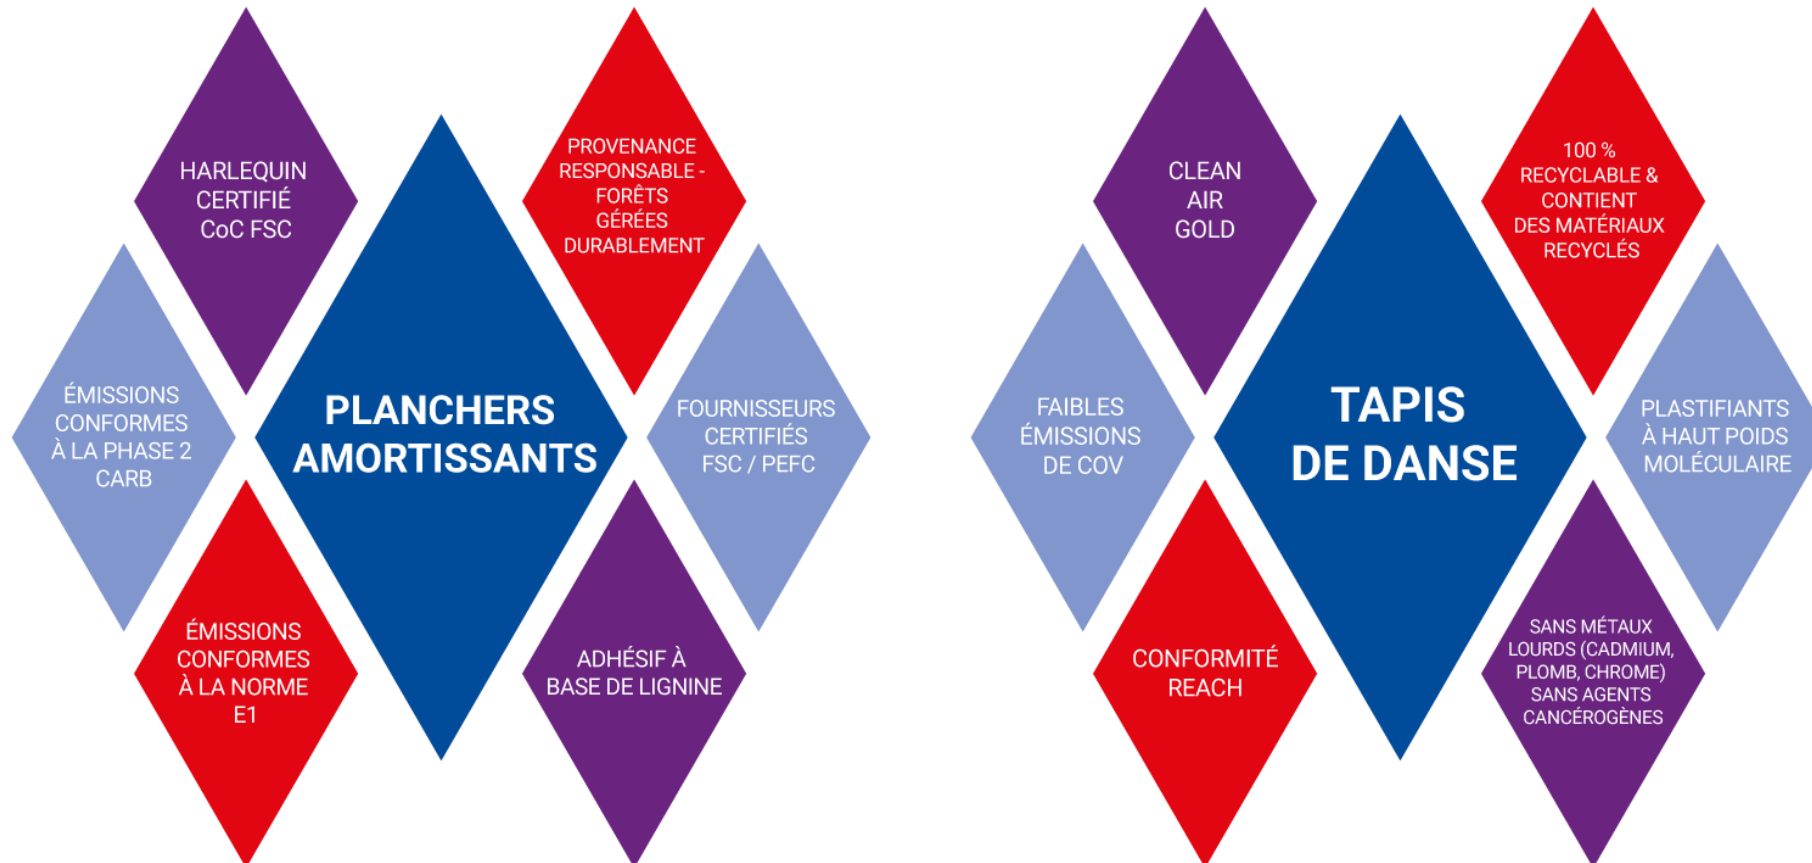 HARLEQUIN
CERTIFIÉ
CoC FSC
PROVENANCE
RESPONSABLE -
FORÊTS
GÉRÉES
DURABLEMENT
ÉMISSIONS
CONFORMES
À LA PHASE 2
CARB
PLANCHERS
AMORTISSANTS
FOURNISSEURS
CERTIFIÉS
FSC / PEFC
ÉMISSIONS
CONFORMES
À LA NORME
E1
ADHÉSIF À
BASE DE LIGNINE
CLEAN
AIR
GOLD
100 %
RECYCLABLE &
CONTIENT
DES MATÉRIAUX
RECYCLÉS
FAIBLES
ÉMISSIONS
DE COV
TAPIS
DE DANSE
PLASTIFIANTS
À HAUT POIDS
MOLÉCULAIRE
CONFORMITÉ
REACH
SANS MÉTAUX
LOURDS (CADMIUM,
PLOMB, CHROME)
SANS AGENTS
CANCÉROGÈNES